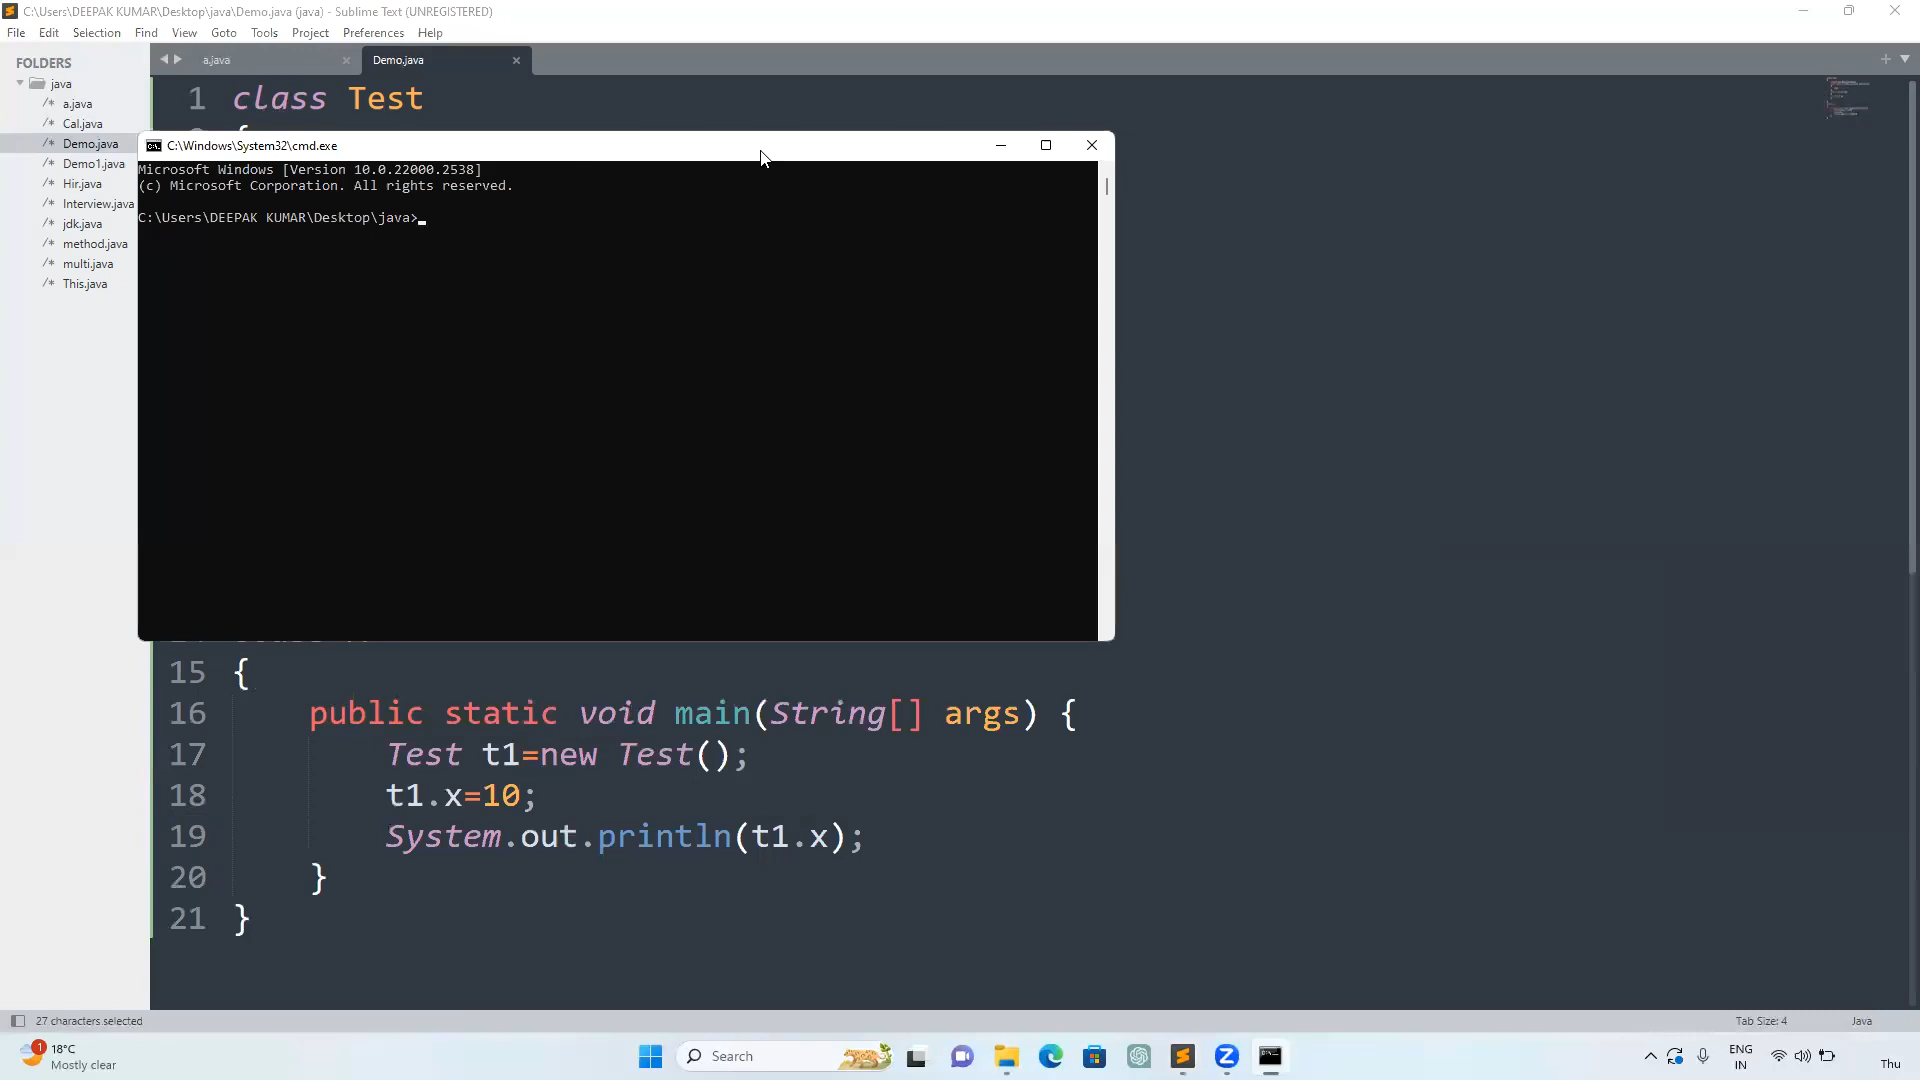 C:\Users\DEEPAK KUMAR\Desktop\java\Demo.java (java) - Sublime Text (UNREGISTERED)
File Edit Selection Find View Goto Tools Project Preferences Help
FOLDERS
java
/* a.java
/* Cal.java
/* Demo.java
/* Demo1.java
/* Hir.java
/* Interview.java
/* jdk.java
/* method.java
/* multi.java
/* This.java
a.java
Demo.java
1 class Test
C:\Windows\System32\cmd.exe
Microsoft Windows [Version 10.0.22000.2538]
(c) Microsoft Corporation. All rights reserved.
C:\Users\DEEPAK KUMAR\Desktop\java>
15 {
16 public static void main(String[] args) {
17 Test t1=new Test();
18 t1.x=10;
19 System.out.println(t1.x);
20 }
21 }
27 characters selected
Tab Size: 4
Java
1
18°C
Mostly clear
Search
ENG
IN
Thu